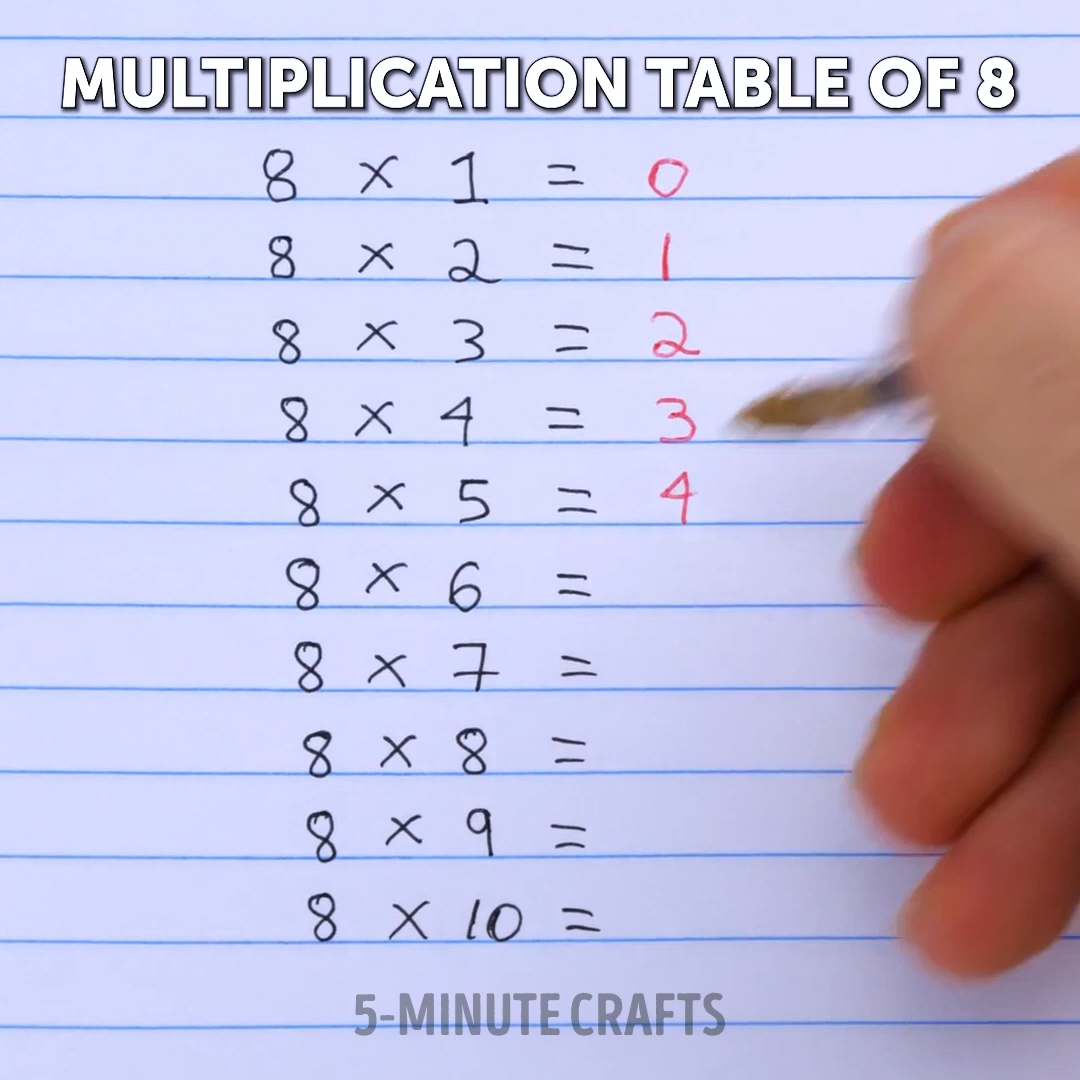 MULTIPLICATION TABLE OF 8
8 × 1 = 0
8 × 2 = 1
8 × 3 = 2
8 × 4 = 3
8 × 5 = 4
8 × 6 =
8 × 7 =
8 × 8 =
8 × 9 =
8 × 10 =
5-MINUTE CRAFTS